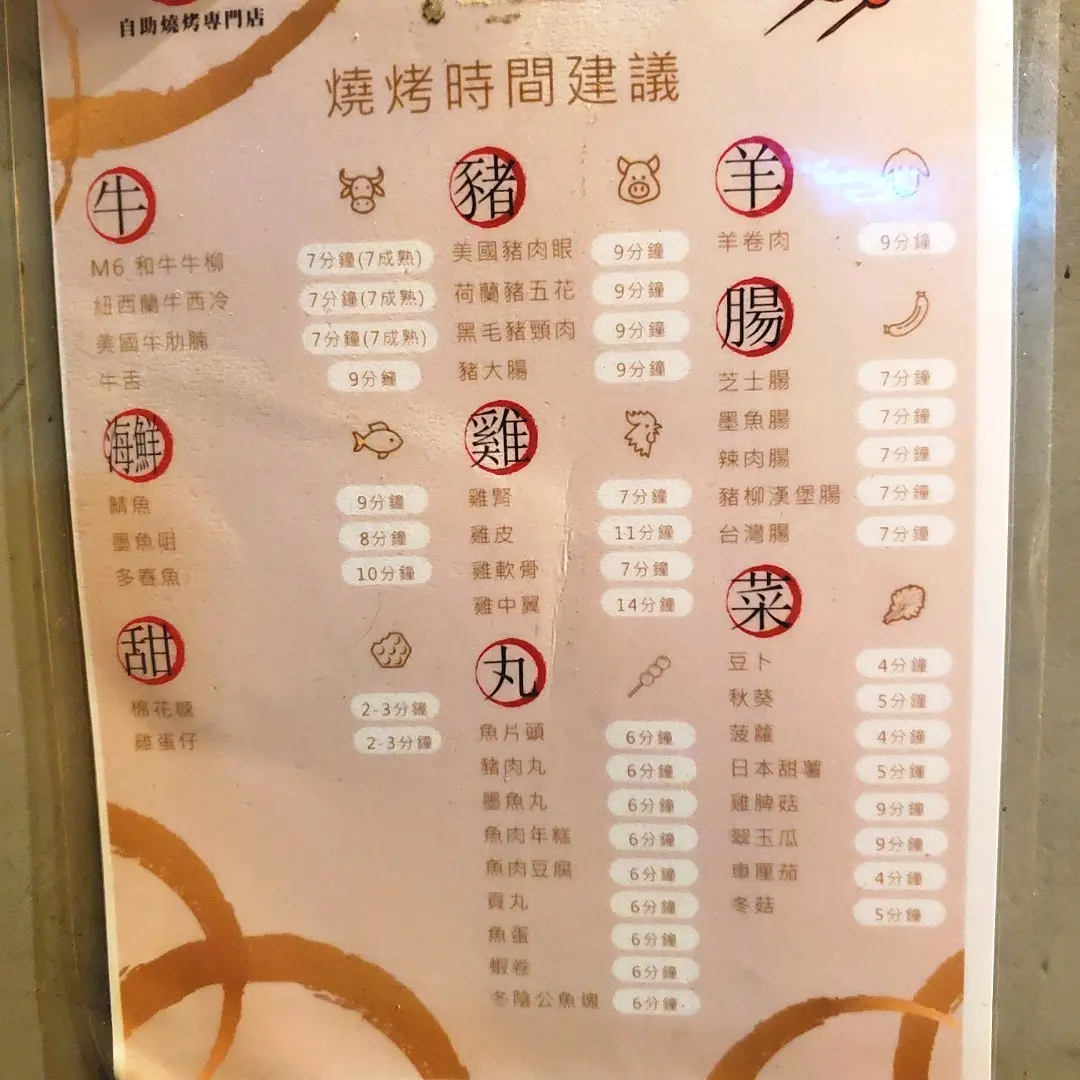 自助燒烤專門店
燒烤時間建議
牛
M6 和牛牛柳 7分鐘(7成熟)
紐西蘭牛西冷 7分鐘(7成熟)
美國牛肋腩 7分鐘(7成熟)
牛舌 9分鐘
海鮮
鯖魚 9分鐘
墨魚咀 8分鐘
多春魚 10分鐘
甜
棉花糖 2-3分鐘
雞蛋仔 2-3分鐘
豬
美國豬肉眼 9分鐘
荷蘭豬五花 9分鐘
黑毛豬頸肉 9分鐘
豬大腸 9分鐘
雞
雞腎 7分鐘
雞皮 11分鐘
雞軟骨 7分鐘
雞中翼 14分鐘
丸
魚片頭 6分鐘
豬肉丸 6分鐘
墨魚丸 6分鐘
魚肉年糕 6分鐘
魚肉豆腐 6分鐘
貢丸 6分鐘
魚蛋 6分鐘
蝦卷 6分鐘
冬陰公魚塊 6分鐘
羊
羊卷肉 9分鐘
腸
芝士腸 7分鐘
墨魚腸 7分鐘
辣肉腸 7分鐘
豬柳漢堡腸 7分鐘
台灣腸 7分鐘
菜
豆卜 4分鐘
秋葵 5分鐘
菠蘿 4分鐘
日本甜薯 5分鐘
雞脾菇 9分鐘
翠玉瓜 9分鐘
車厘茄 4分鐘
冬菇 5分鐘